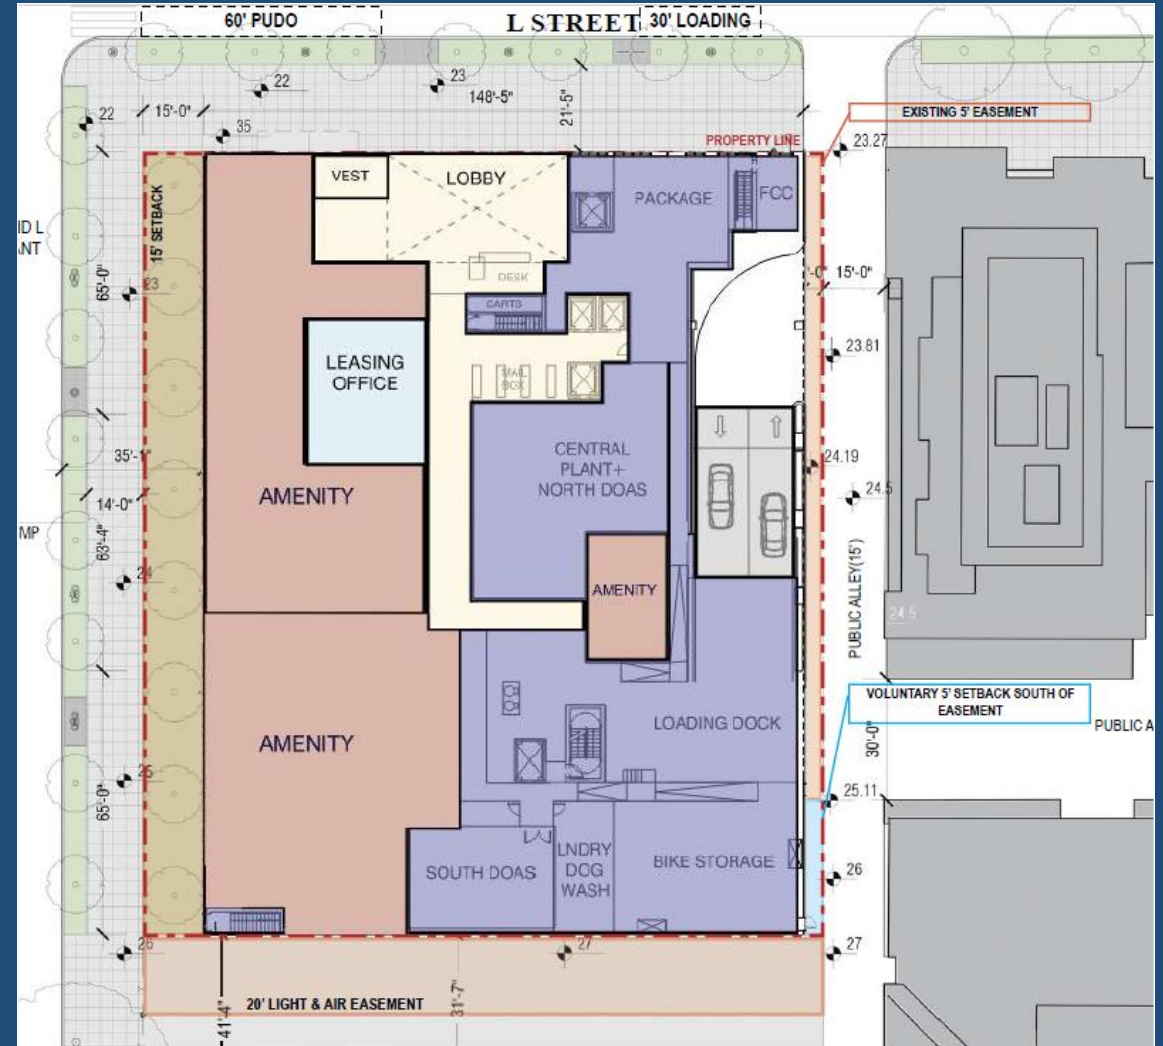 60' PUDO
L STREET
30' LOADING
22
23
148'-5"
21'-5"
22
15'-0"
35
EXISTING 5' EASEMENT
PROPERTY LINE
23.27
VEST
LOBBY
PACKAGE
FCC
15' SETBACK
65'-0"
23
DESK
CARTS
15'-0"
23.81
LEASING
OFFICE
MAIL
BOX
CENTRAL
PLANT+
NORTH DOAS
24.19
24.5
35'-1"
14'-0"
AMENITY
63'-4"
MP
24
AMENITY
PUBLIC ALLEY(15')
24.5
VOLUNTARY 5' SETBACK SOUTH OF
EASEMENT
LOADING DOCK
AMENITY
30'-0"
PUBLIC A
65'-0"
25.11
SOUTH DOAS
LNDRY
DOG
WASH
BIKE STORAGE
26
27
27
20' LIGHT & AIR EASEMENT
41'-4"
31'-7"